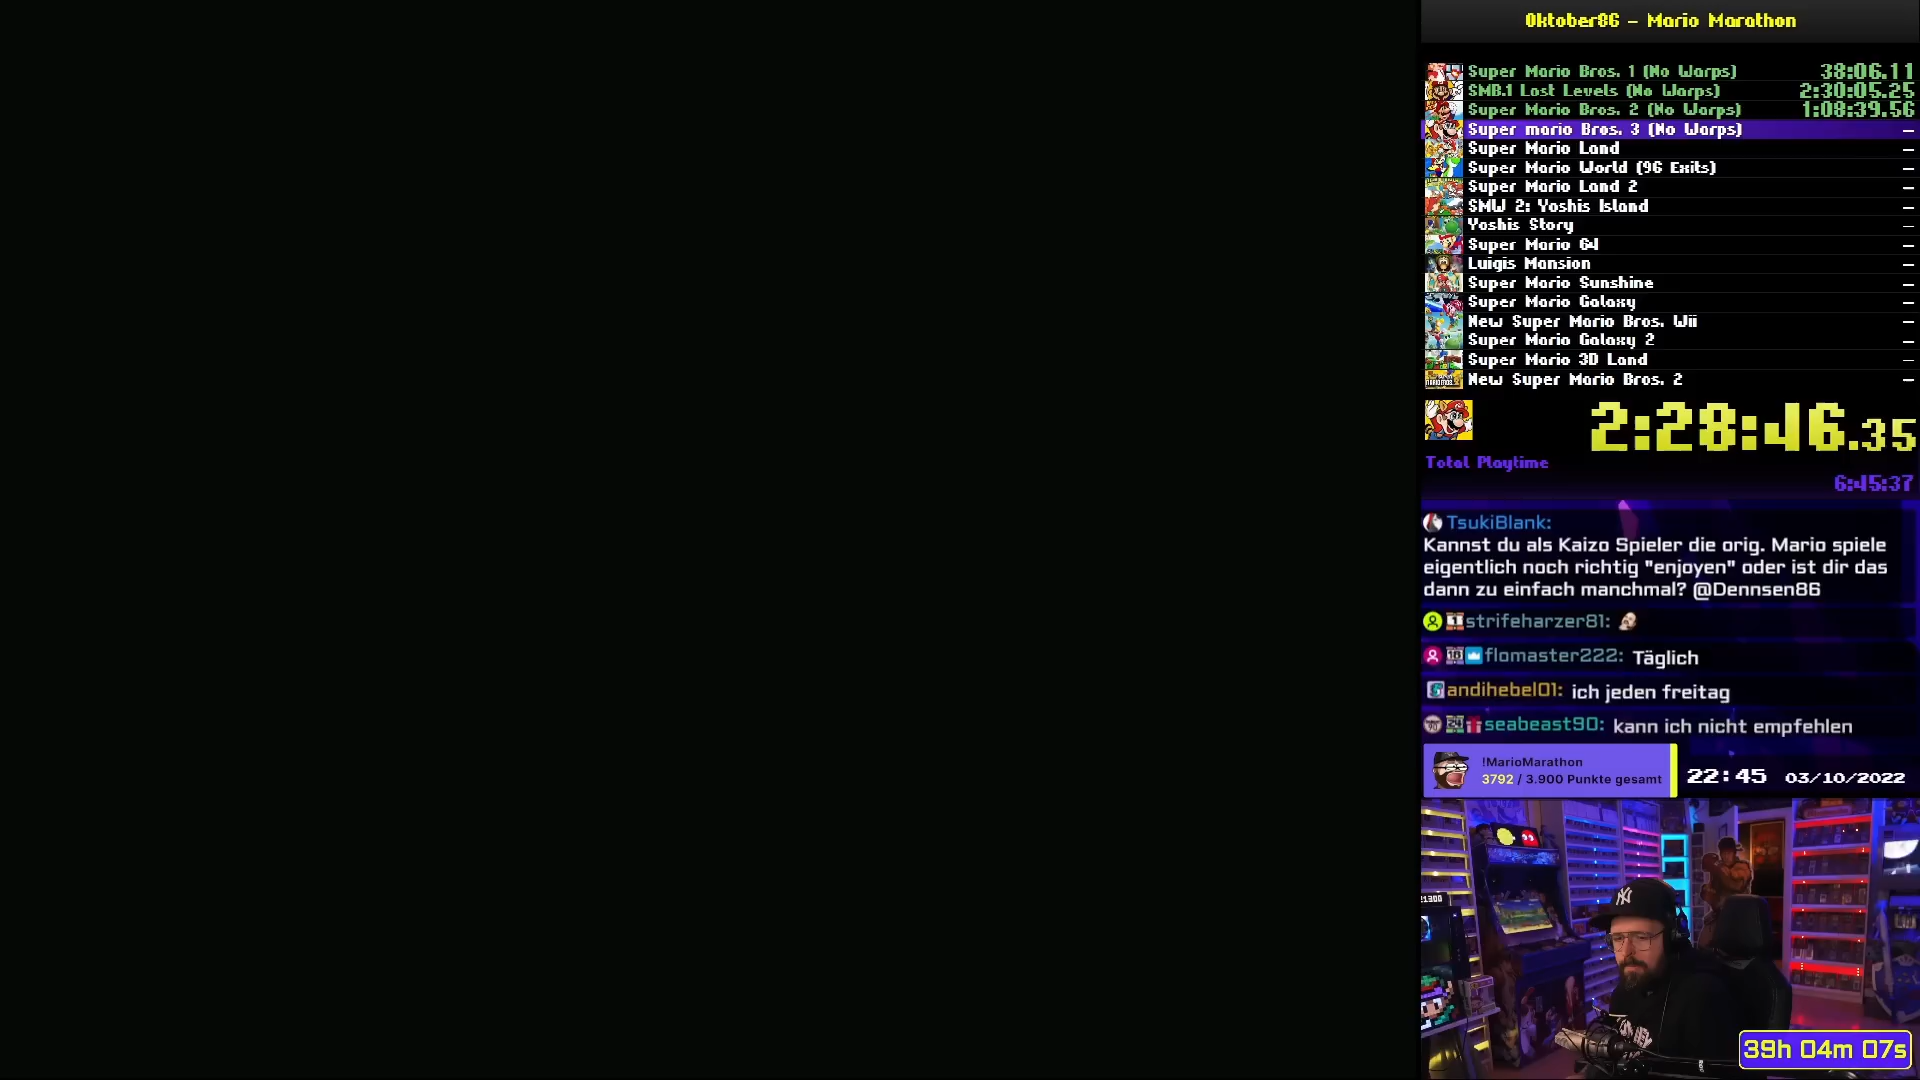 Oktober86 - Mario Marathon
Super Mario Bros. 1 (No Warps) 38:06.11
SMB.1 Lost Levels (No Warps) 2:30:05.25
Super Mario Bros. 2 (No Warps) 1:08:39.56
Super mario Bros. 3 (No Warps) –
Super Mario Land –
Super Mario World (96 Exits) –
Super Mario Land 2 –
SMW 2: Yoshis Island –
Yoshis Story –
Super Mario 64 –
Luigis Mansion –
Super Mario Sunshine –
Super Mario Galaxy –
New Super Mario Bros. Wii –
Super Mario Galaxy 2 –
Super Mario 3D Land –
New Super Mario Bros. 2 –
2:28:46.35
Total Playtime
6:45:37
TsukiBlank:
Kannst du als Kaizo Spieler die orig. Mario spiele
eigentlich noch richtig "enjoyen" oder ist dir das
dann zu einfach manchmal? @Dennsen86
strifeharzer81:
flomaster222: Täglich
andihebel01: ich jeden freitag
seabeast90: kann ich nicht empfehlen
!MarioMarathon
3792 / 3.900 Punkte gesamt
22:45 03/10/2022
39h 04m 07s